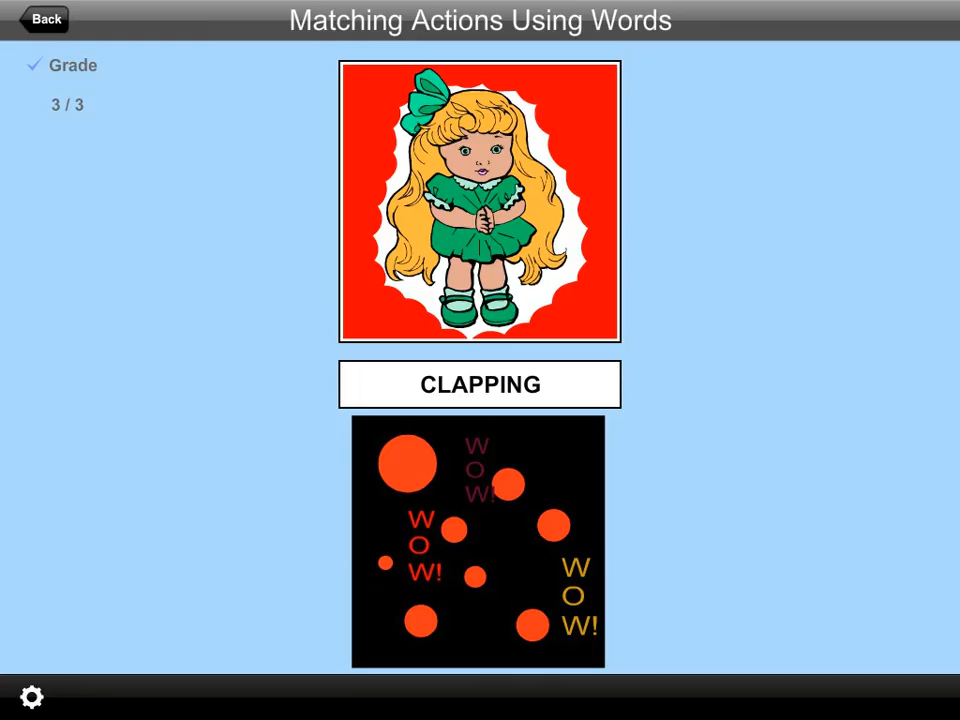 Back
Matching Actions Using Words
Grade
3 / 3
CLAPPING
W
O
W!
W
O
W!
W
O
W!